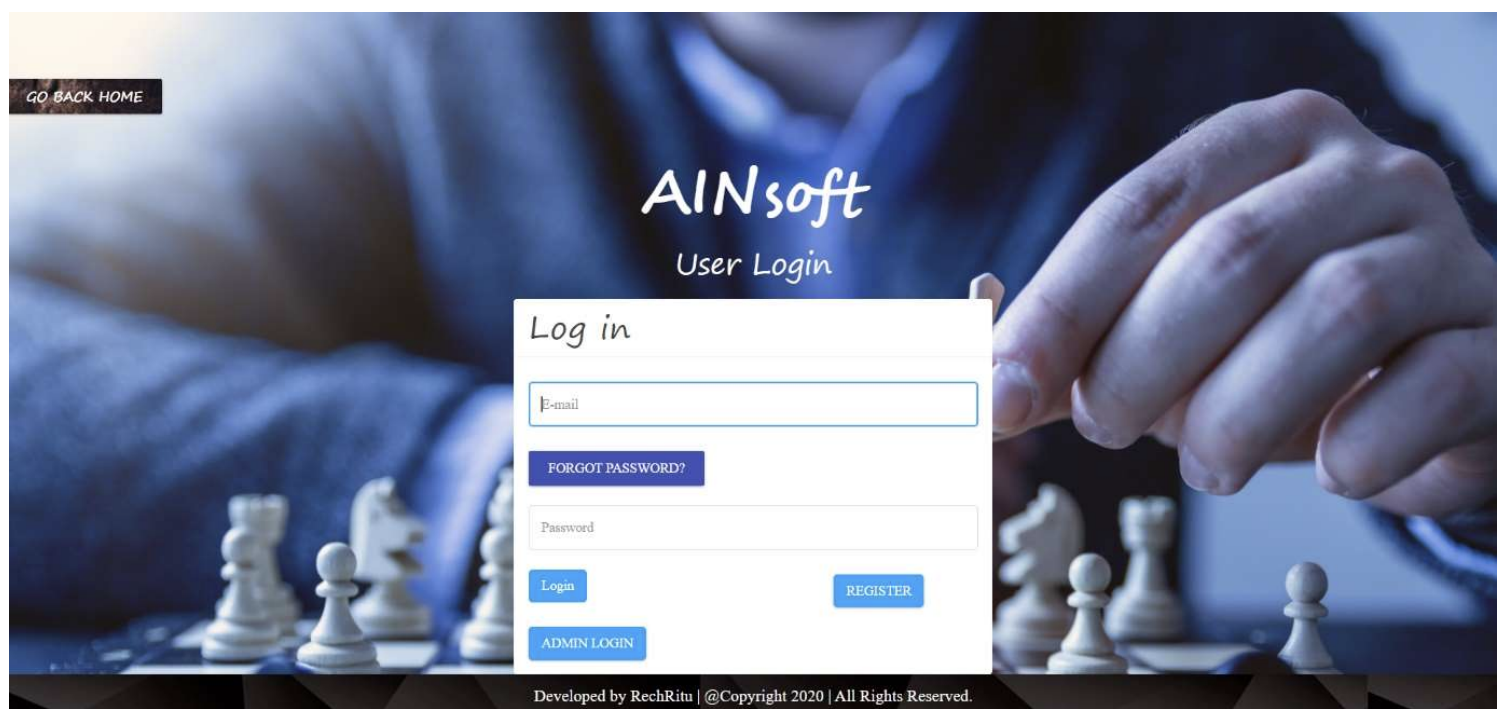 GO BACK HOME
AINsoft
User Login
Log in
E-mail
FORGOT PASSWORD?
Password
Login
REGISTER
ADMIN LOGIN
Developed by RechRitu | @Copyright 2020 | All Rights Reserved.